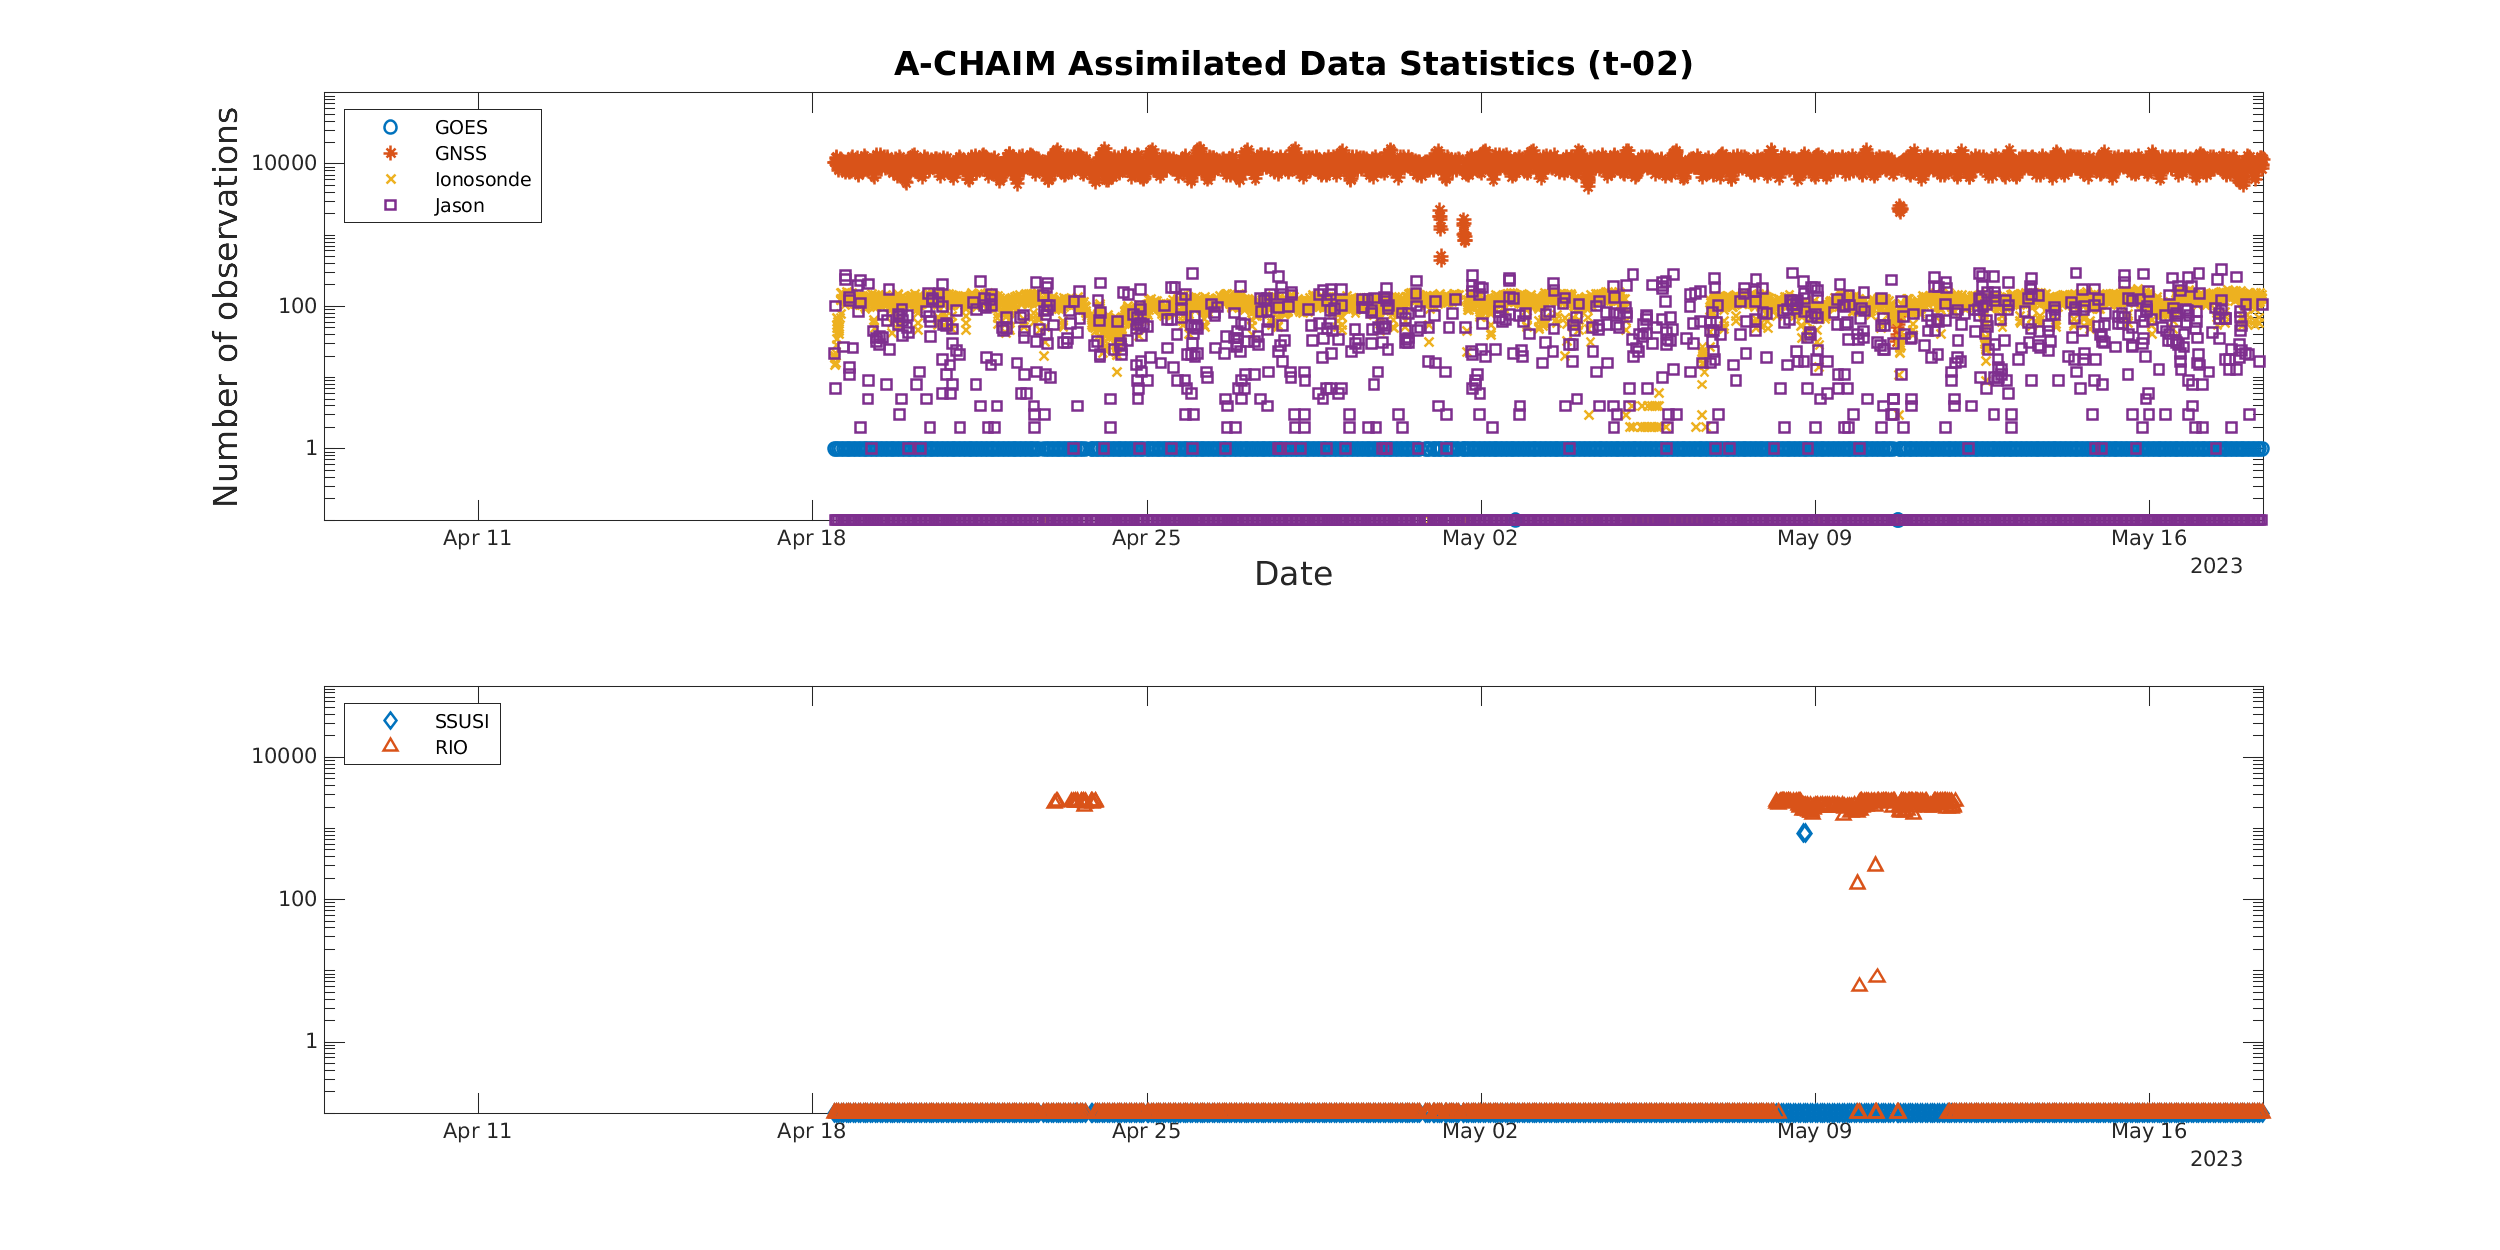 A-CHAIM Assimilated Data Statistics (t-02)
Number of observations
10000
100
1
GOES
GNSS
Ionosonde
Jason
Apr 11
Apr 18
Apr 25
May 02
May 09
May 16
2023
Date
10000
100
1
SSUSI
RIO
Apr 11
Apr 18
Apr 25
May 02
May 09
May 16
2023